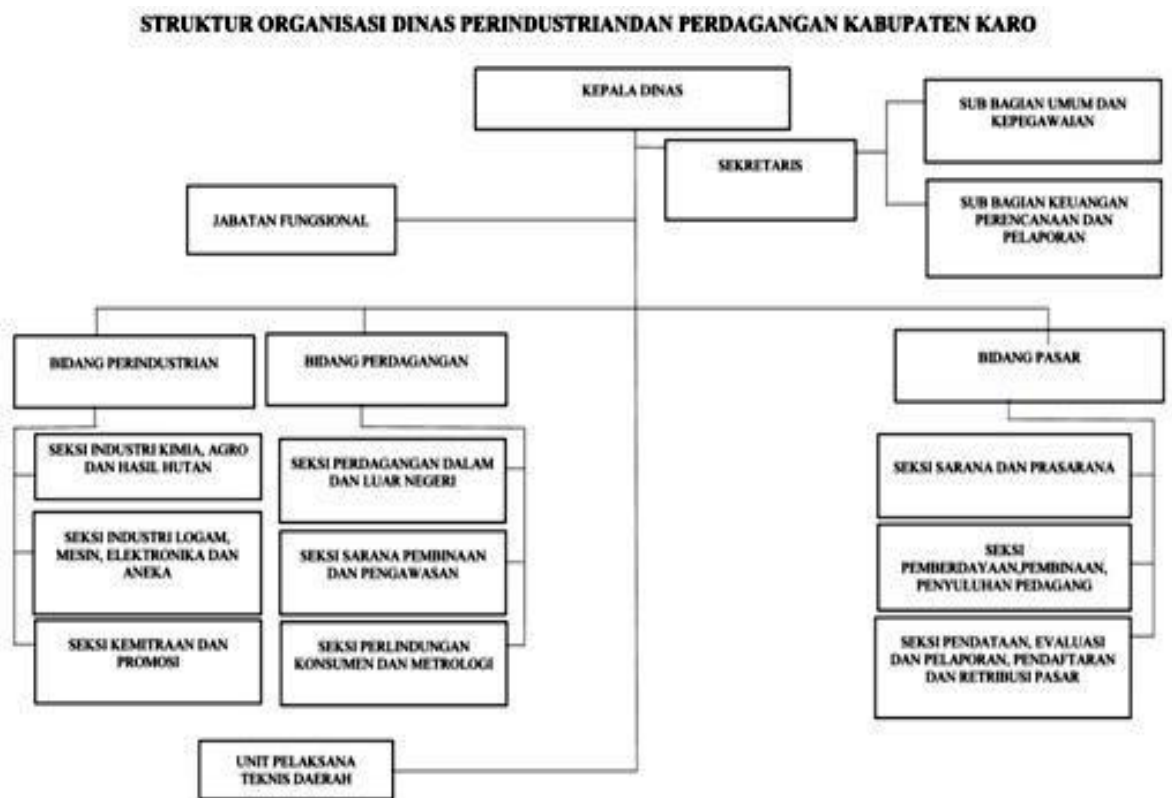 STRUKTUR ORGANISASI DINAS PERINDUSTRIANDAN PERDAGANGAN KABUPATEN KARO
KEPALA DINAS
SUB BAGIAN UMUM DAN
KEPEGAWAIAN
SEKRETARIS
SUB BAGIAN KEUANGAN
PERENCANAAN DAN
PELAPORAN
JABATAN FUNGSIONAL
BIDANG PERINDUSTRIAN
SEKSI INDUSTRI KIMIA, AGRO
DAN HASIL HUTAN
SEKSI INDUSTRI LOGAM,
MESIN, ELEKTRONIKA DAN
ANEKA
SEKSI KEMITRAAN DAN
PROMOSI
BIDANG PERDAGANGAN
SEKSI PERDAGANGAN DALAM
DAN LUAR NEGERI
SEKSI SARANA PEMBINAAN
DAN PENGAWASAN
SEKSI PERLINDUNGAN
KONSUMEN DAN METROLOGI
BIDANG PASAR
SEKSI SARANA DAN PRASARANA
SEKSI
PEMBERDAYAAN,PEMBINAAN,
PENYULUHAN PEDAGANG
SEKSI PENDATAAN, EVALUASI
DAN PELAPORAN, PENDAFTARAN
DAN RETRIBUSI PASAR
UNIT PELAKSANA
TEKNIS DAERAH